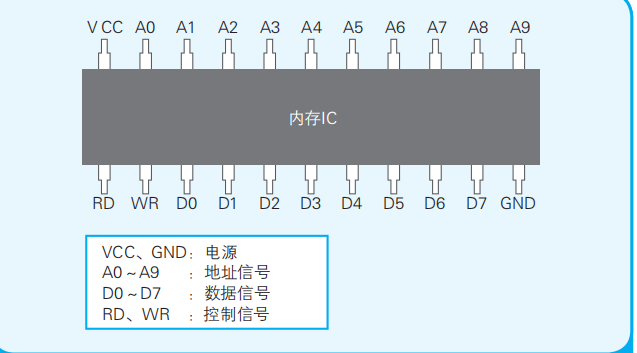 VCC A0 A1 A2 A3 A4 A5 A6 A7 A8 A9
内存IC
RD WR D0 D1 D2 D3 D4 D5 D6 D7 GND
VCC、GND：电源
A0～A9 ：地址信号
D0～D7 ：数据信号
RD、WR ：控制信号